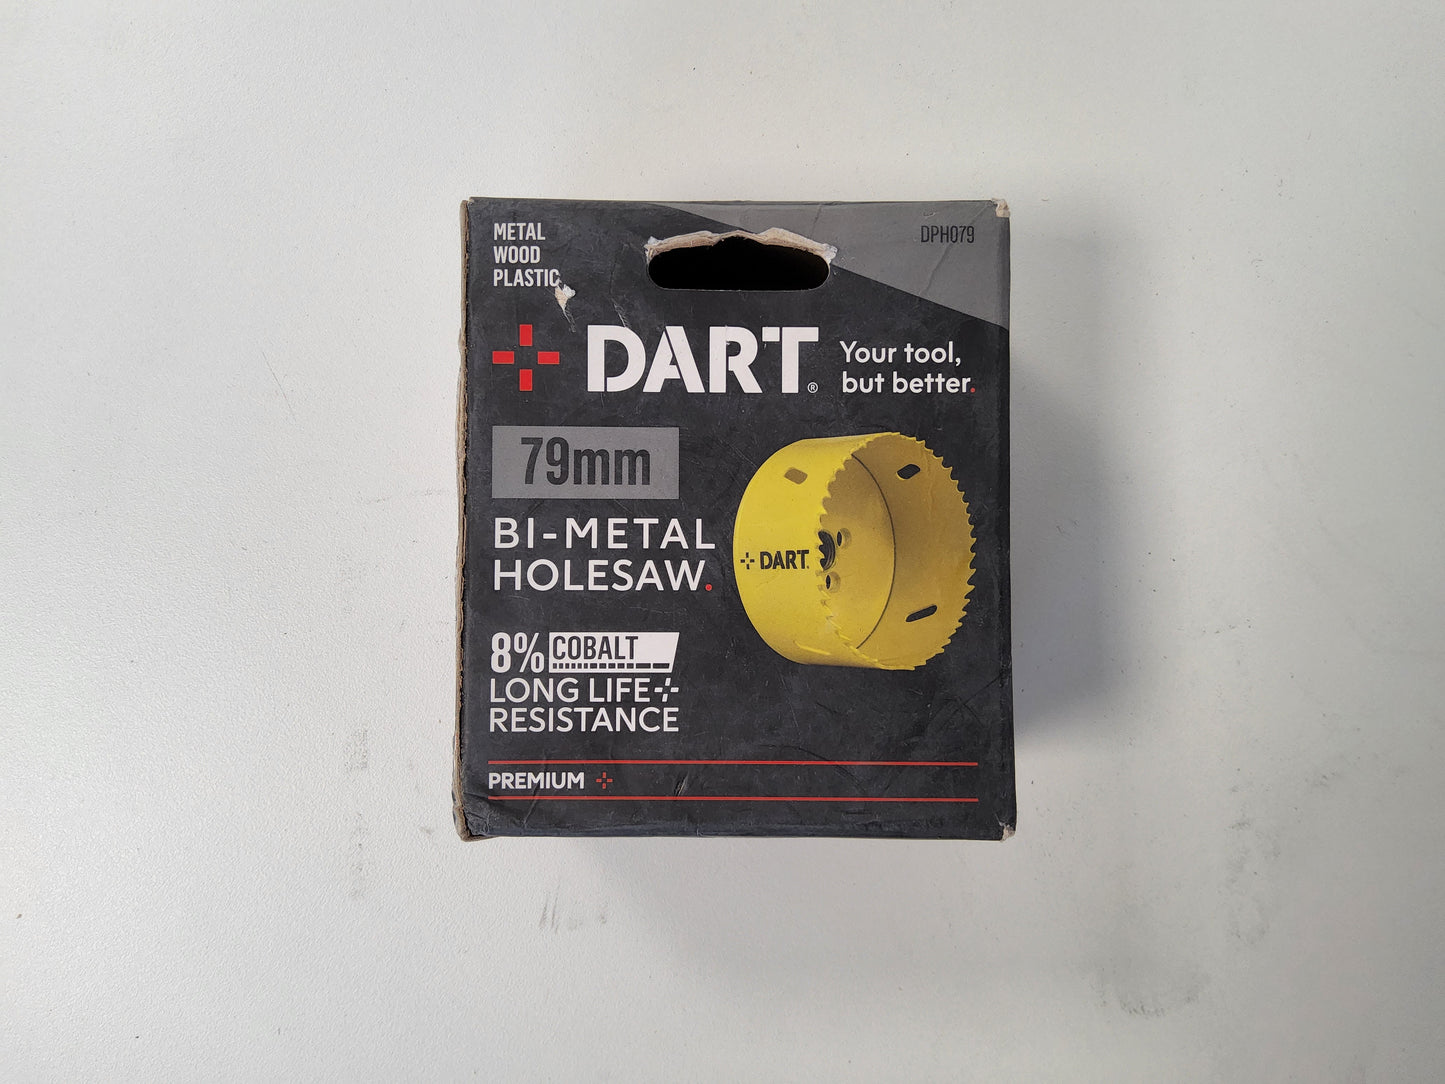 METAL
WOOD
PLASTIC
DPH079
DART®
Your tool,
but better.
79mm
BI-METAL
HOLESAW.
DART
8% COBALT
LONG LIFE
RESISTANCE
PREMIUM